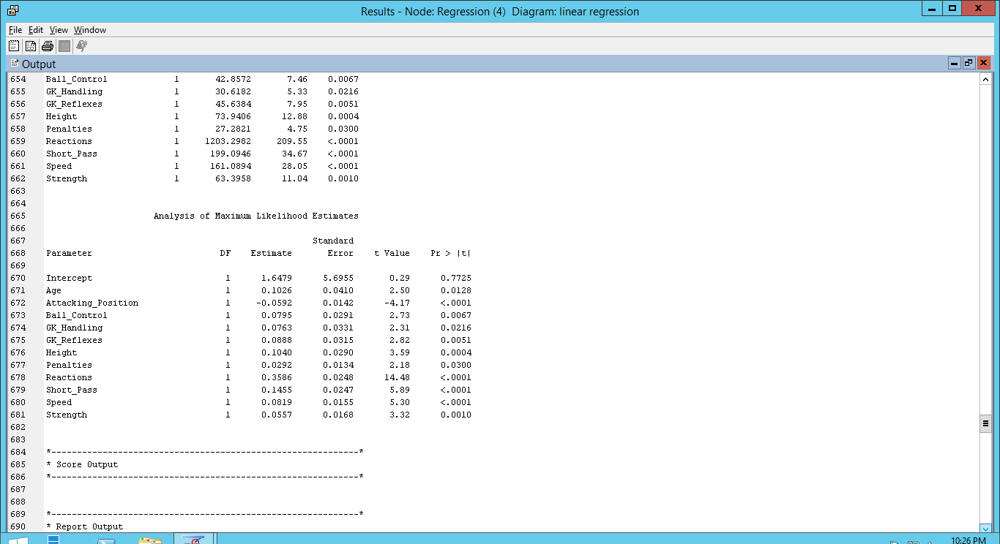 Results - Node: Regression (4) Diagram: linear regression
File Edit View Window
Output
654 Ball_Control 1 42.8572 7.46 0.0067
655 GK_Handling 1 30.6182 5.33 0.0216
656 GK_Reflexes 1 45.6384 7.95 0.0051
657 Height 1 73.9406 12.88 0.0004
658 Penalties 1 27.2821 4.75 0.0300
659 Reactions 1 1203.2982 209.55 <.0001
660 Short_Pass 1 199.0946 34.67 <.0001
661 Speed 1 161.0894 28.05 <.0001
662 Strength 1 63.3958 11.04 0.0010
663
664
665 Analysis of Maximum Likelihood Estimates
666
667 Standard
668 Parameter DF Estimate Error t Value Pr > |t|
669
670 Intercept 1 1.6479 5.6955 0.29 0.7725
671 Age 1 0.1026 0.0410 2.50 0.0128
672 Attacking_Position 1 -0.0592 0.0142 -4.17 <.0001
673 Ball_Control 1 0.0795 0.0291 2.73 0.0067
674 GK_Handling 1 0.0763 0.0331 2.31 0.0216
675 GK_Reflexes 1 0.0888 0.0315 2.82 0.0051
676 Height 1 0.1040 0.0290 3.59 0.0004
677 Penalties 1 0.0292 0.0134 2.18 0.0300
678 Reactions 1 0.3586 0.0248 14.48 <.0001
679 Short_Pass 1 0.1455 0.0247 5.89 <.0001
680 Speed 1 0.0819 0.0155 5.30 <.0001
681 Strength 1 0.0557 0.0168 3.32 0.0010
682
683
684 *------------------------------------------------------------*
685 * Score Output
686 *------------------------------------------------------------*
687
688
689 *------------------------------------------------------------*
690 * Report Output
10:26 PM